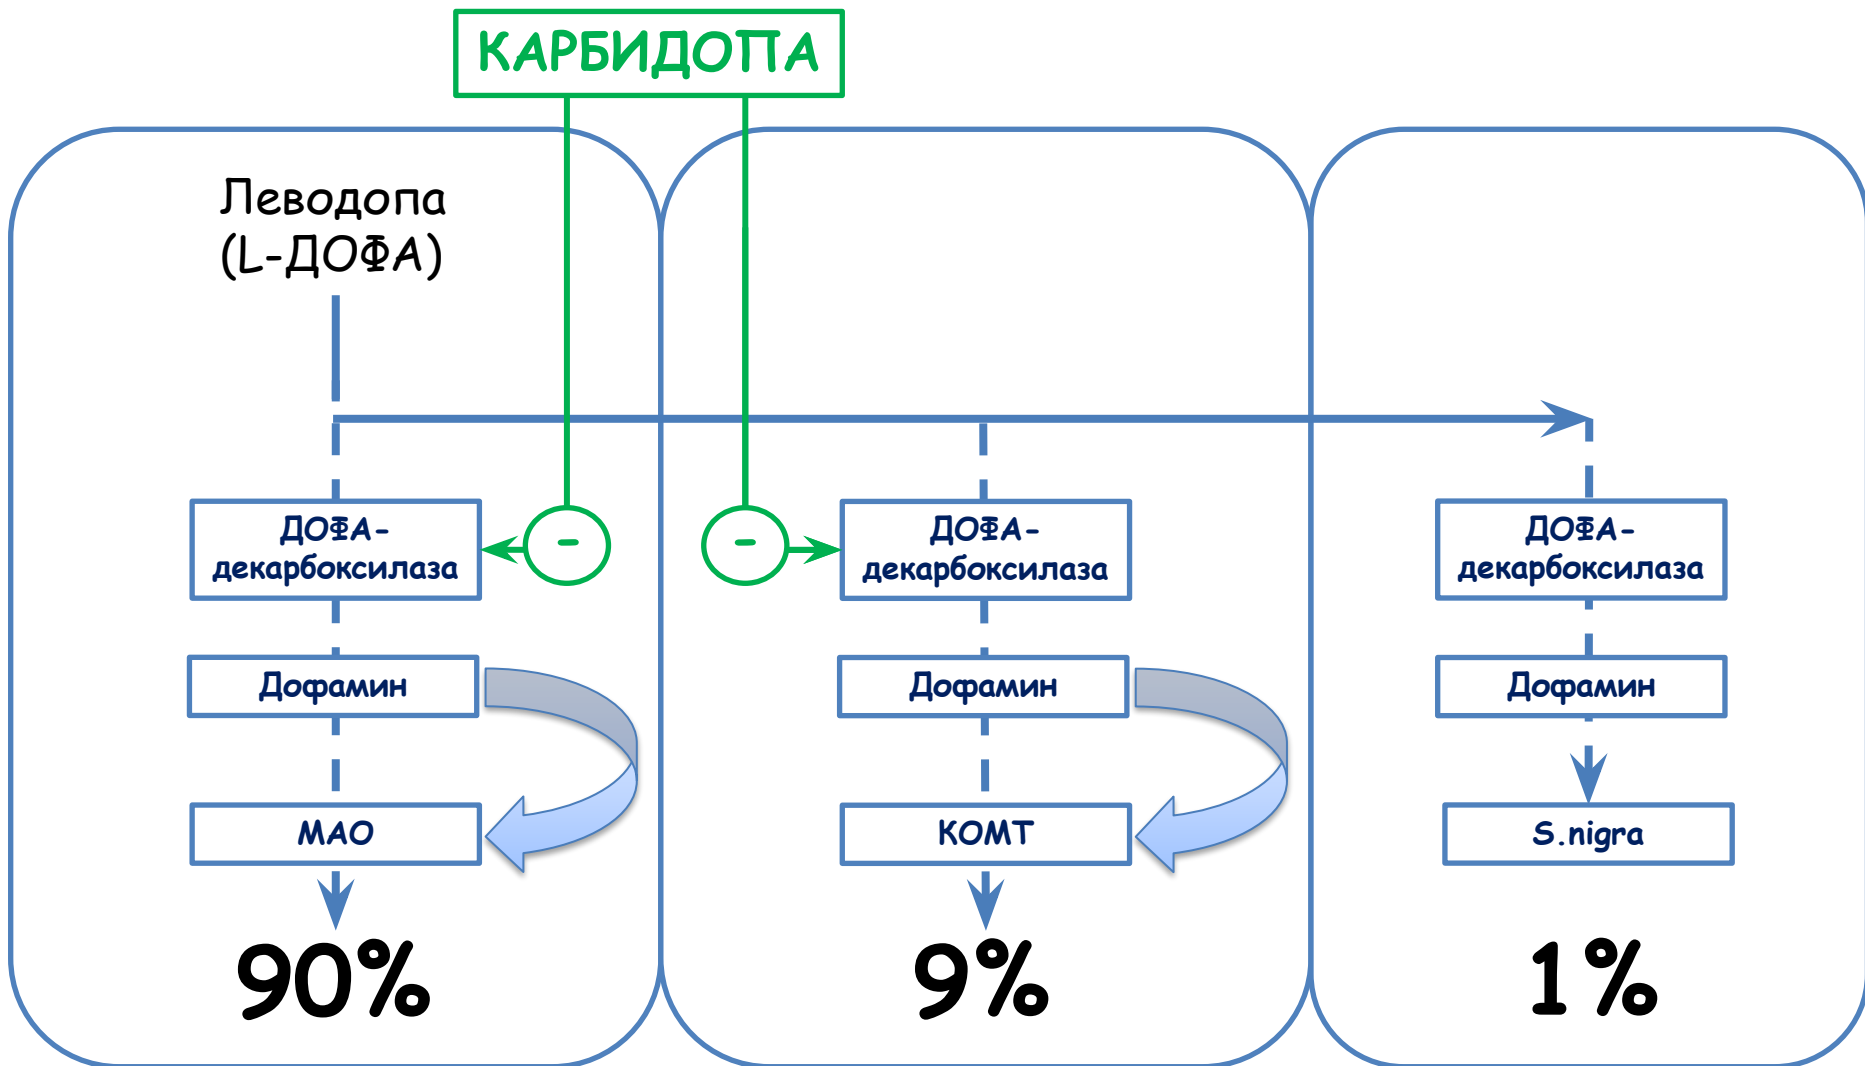 КАРБИДОПА
Леводопа
(L-ДОФА)
-
-
ДОФА-
декарбоксилаза
ДОФА-
декарбоксилаза
ДОФА-
декарбоксилаза
Дофамин
Дофамин
Дофамин
МАО
КОМТ
S.nigra
90%
9%
1%